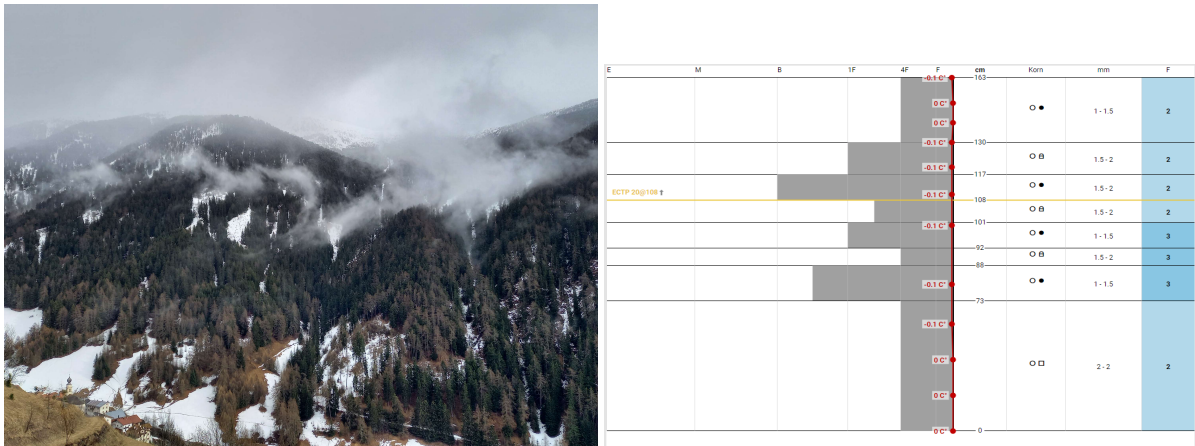 E M B 1F 4F F cm Korn mm F
-0.1 C° 163
0 C° 1 - 1.5 2
0 C°
-0.1 C° 130
-0.1 C° 1.5 - 2 2
117
ECTP 20@108 -0.1 C° 1.5 - 2 2
108
1.5 - 2 2
-0.1 C° 101
1 - 1.5 3
92
1.5 - 2 3
88
-0.1 C° 1 - 1.5 3
73
-0.1 C°
0 C° 2 - 2 2
0 C°
0 C° 0